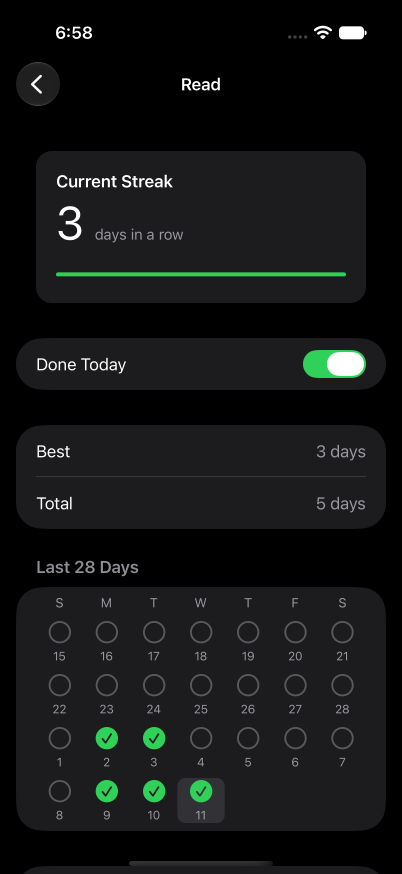 6:58
Read
Current Streak
3 days in a row
Done Today
Best 3 days
Total 5 days
Last 28 Days
S M T W T F S
15 16 17 18 19 20 21
22 23 24 25 26 27 28
1 2 3 4 5 6 7
8 9 10 11